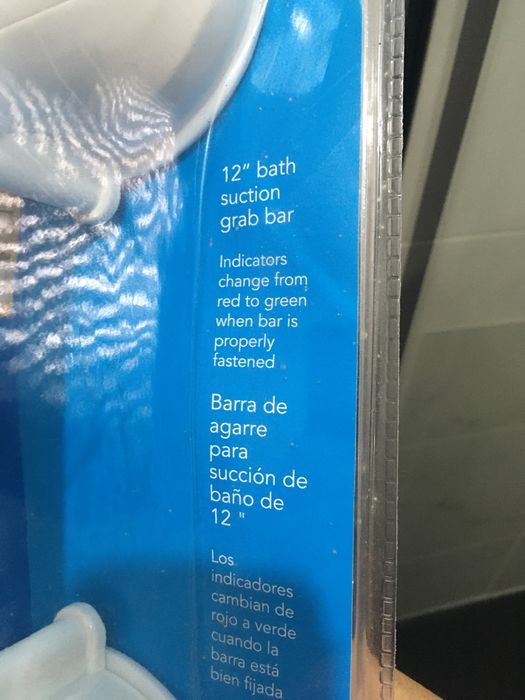 12" bath
suction
grab bar
Indicators
change from
red to green
when bar is
properly
fastened
Barra de
agarre
para
succión de
baño de
12 "
Los
indicadores
cambian de
rojo a verde
cuando la
barra está
bien fijada